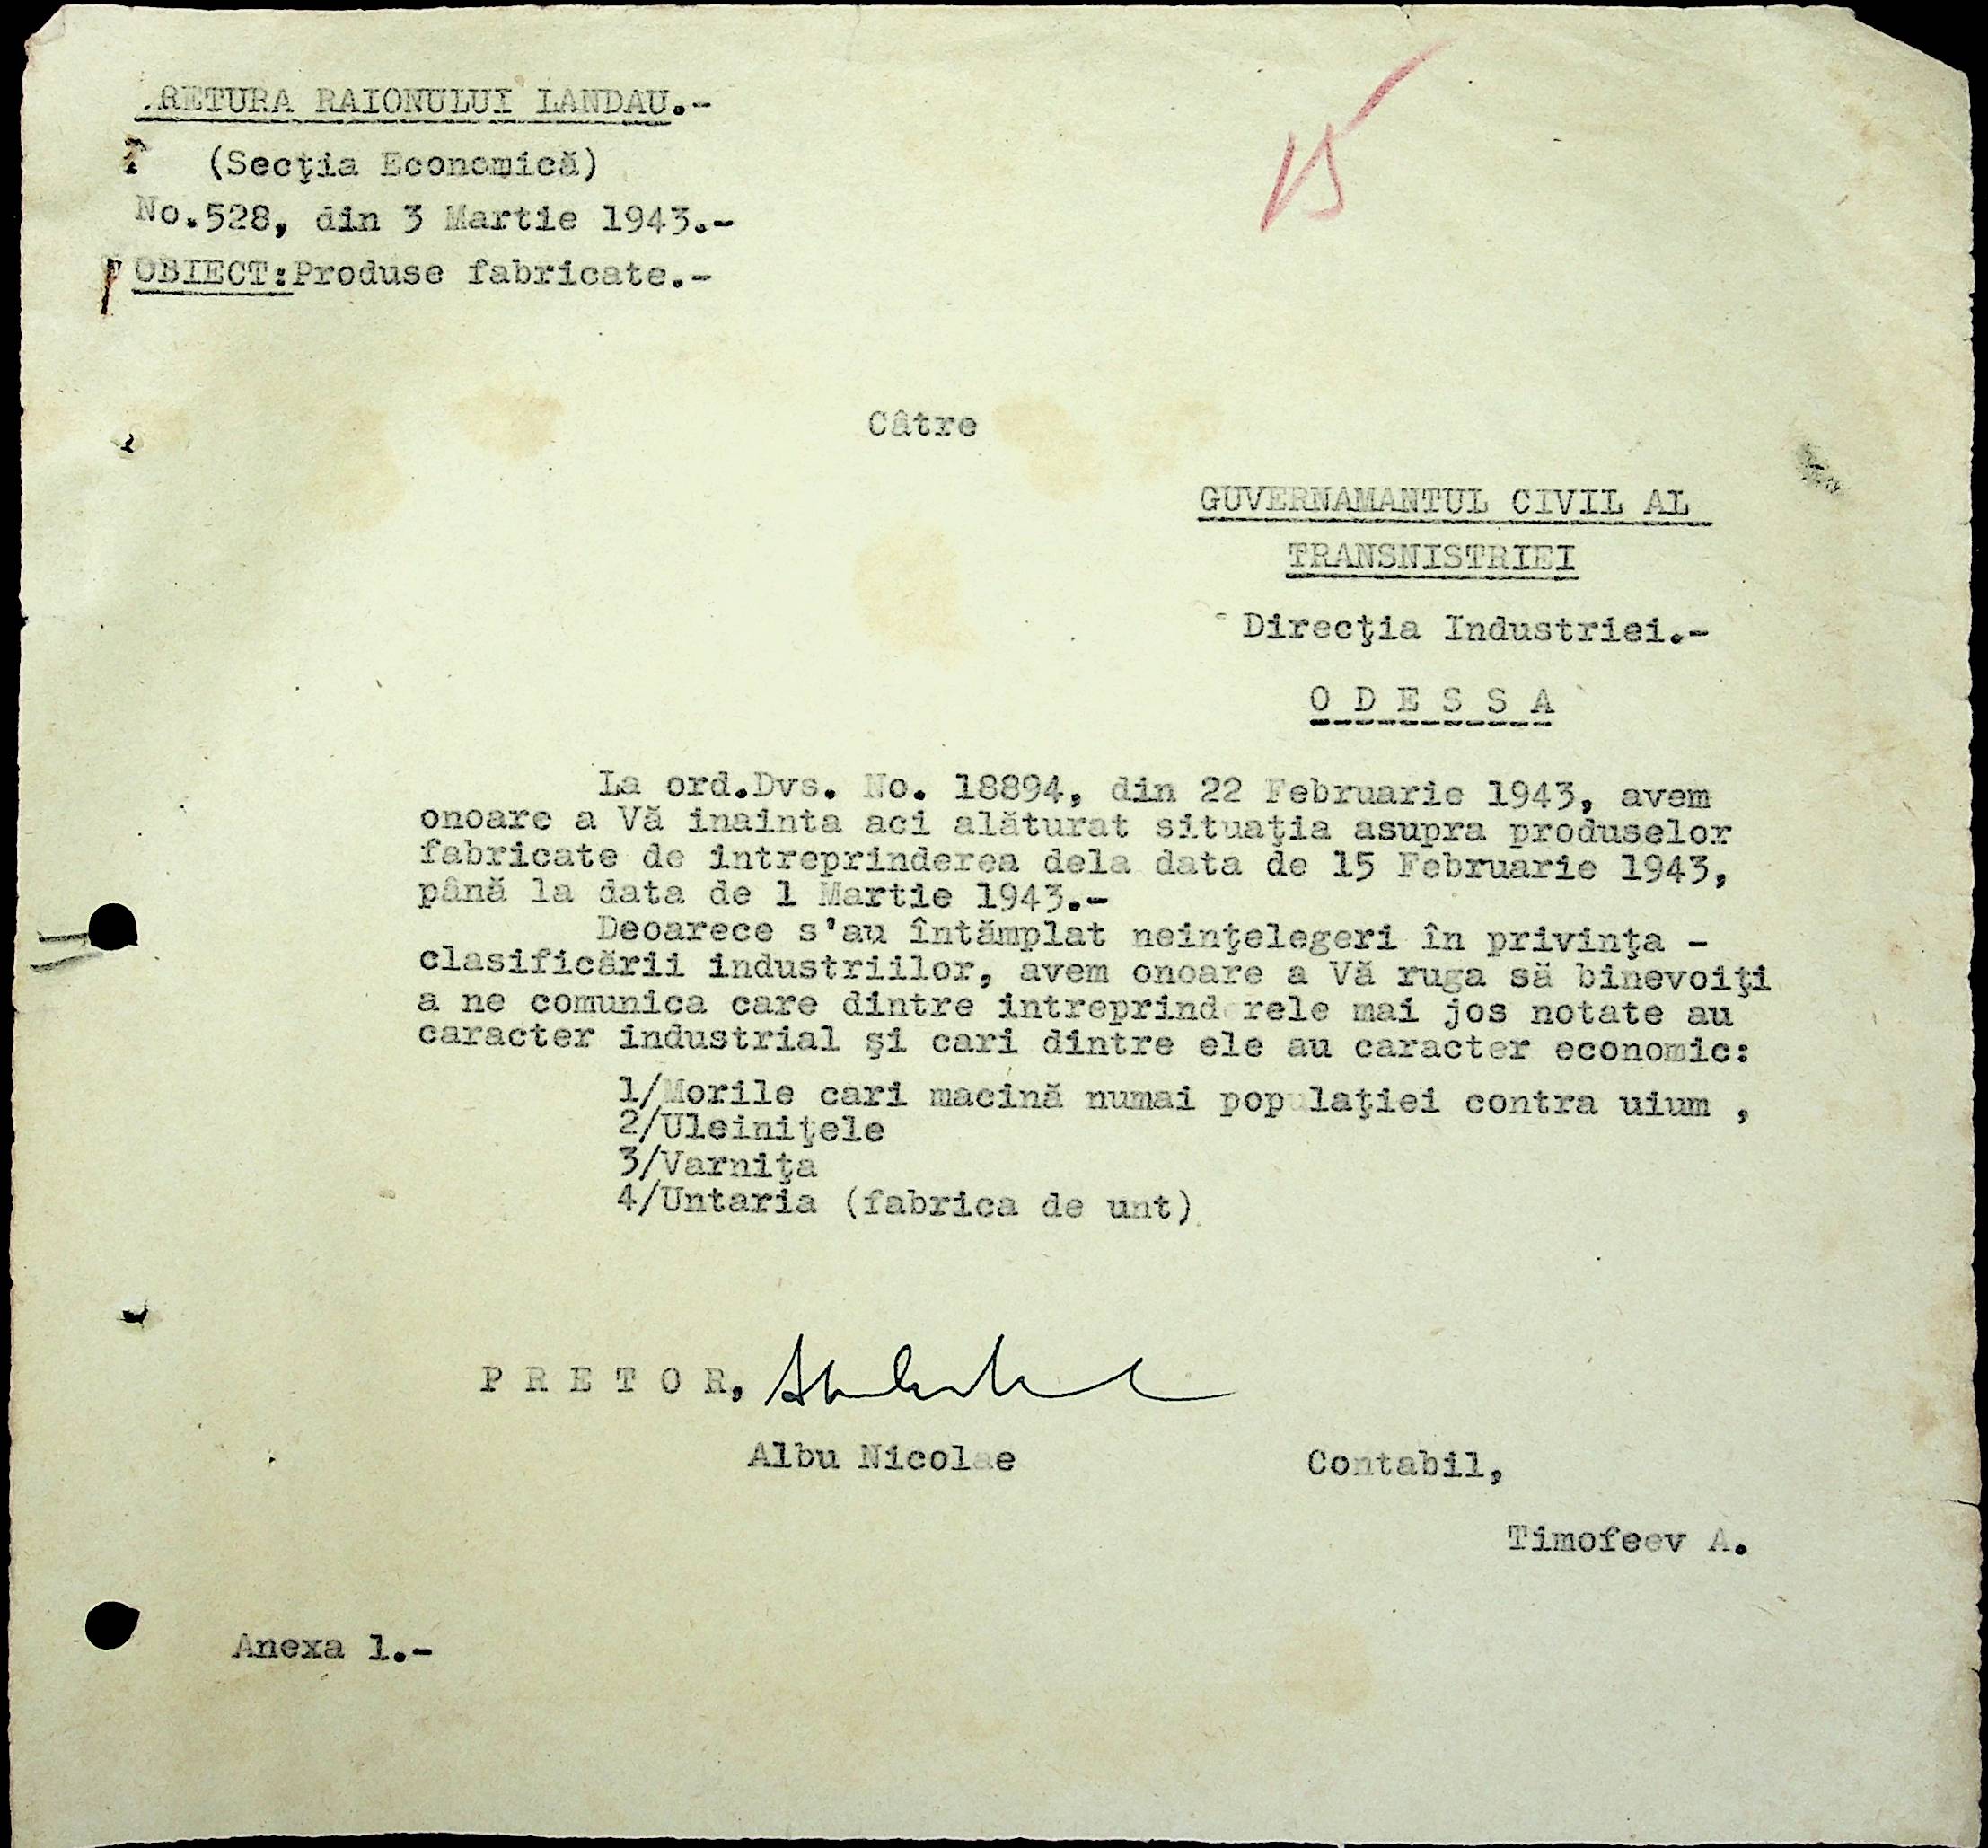 .RETURA RAIONULUI LANDAU.-
(Secţia Economică)
No.528, din 3 Martie 1943.-
OBIECT:Produse fabricate.-
15
Câtre
GUVERNAMANTUL CIVIL AL
TRANSNISTRIEI
Direcţia Industriei.-
O D E S S A
La ord.Dvs. No. 18894, din 22 Februarie 1943, avem
onoare a Vă inainta aci alăturat situaţia asupra produselor
fabricate de intreprinderea dela data de 15 Februarie 1943,
până la data de 1 Martie 1943.-
Deoarece s'au întămplat neinţelegeri în privinţa -
clasificării industriilor, avem onoare a Vă ruga să binevoiţi
a ne comunica care dintre intreprinderele mai jos notate au
caracter industrial şi cari dintre ele au caracter economic:
1/Morile cari macină numai populaţiei contra uium ,
2/Uleiniţele
3/Varniţa
4/Untaria (fabrica de unt)
P R E T O R,
Albu Nicolae
Contabil,
Timofeev A.
Anexa 1.-